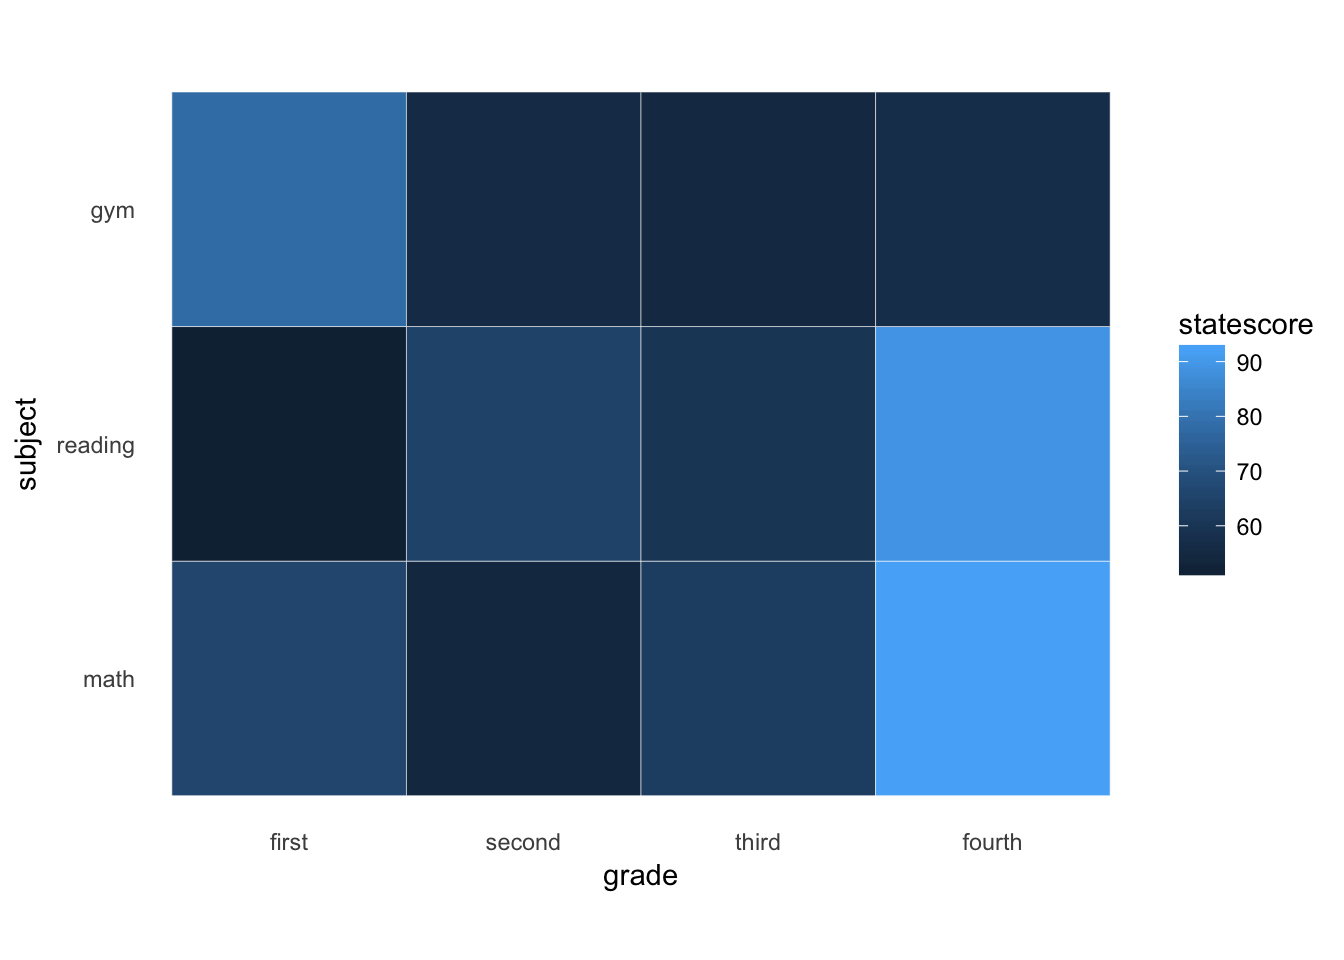 gym
reading
math
subject
first
second
third
fourth
grade
statescore
90
80
70
60